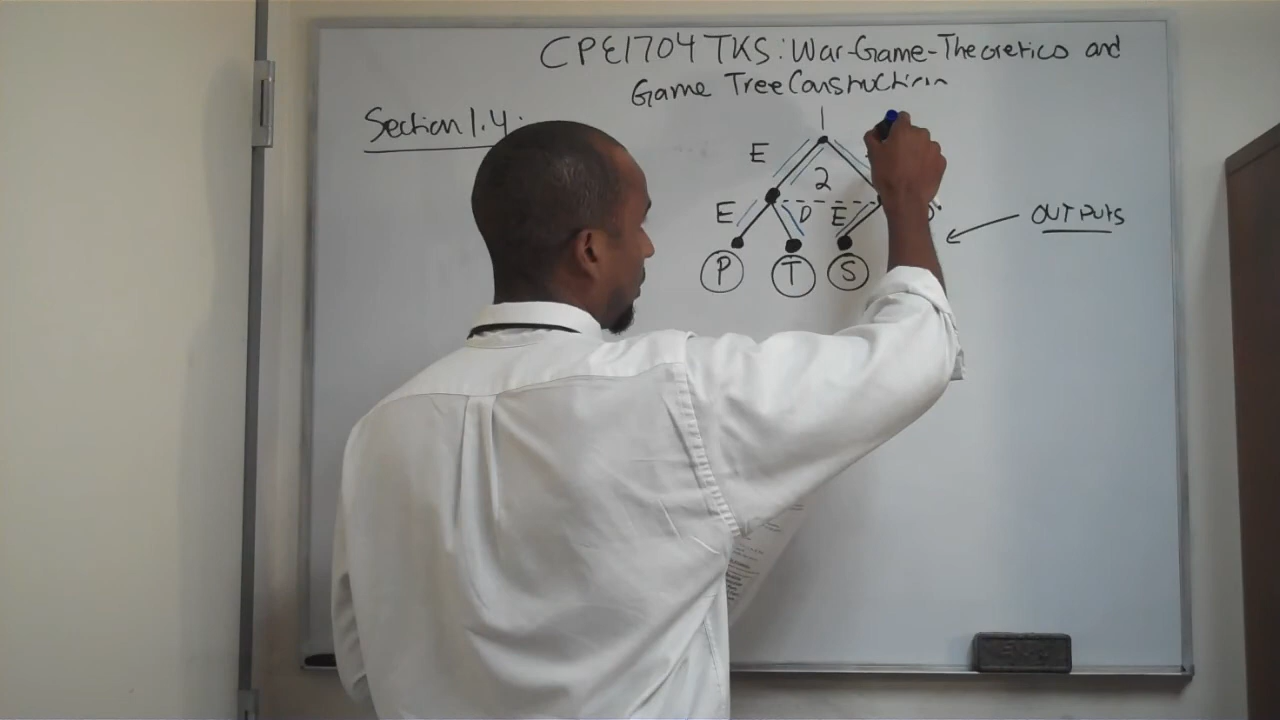 CPE1704 TKS: War-Game-Theoretics and
Game Tree Construction
Section 1.4:
1
E
2
E D E D
OUTPUTS
P T S